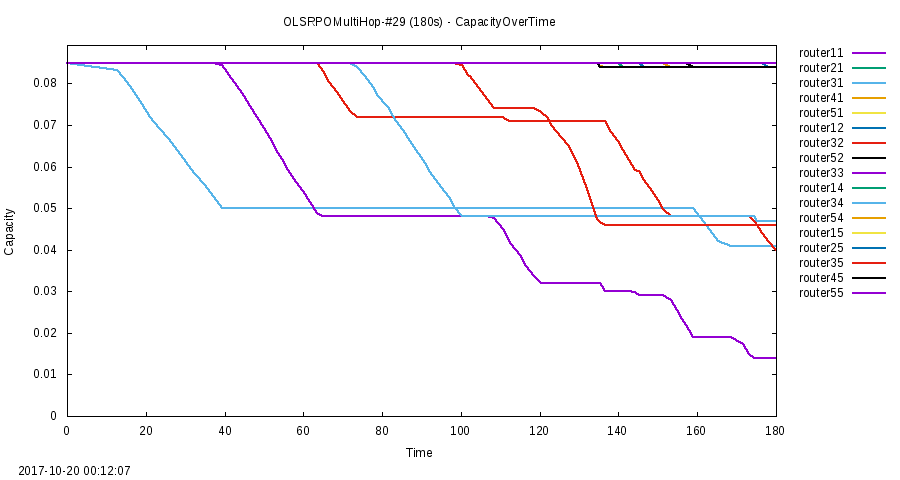 OLSRPOMultiHop-#29 (180s) - CapacityOverTime
Capacity
0.08
0.07
0.06
0.05
0.04
0.03
0.02
0.01
0
0 20 40 60 80 100 120 140 160 180
Time
router11
router21
router31
router41
router51
router12
router32
router52
router33
router14
router34
router54
router15
router25
router35
router45
router55
2017-10-20 00:12:07